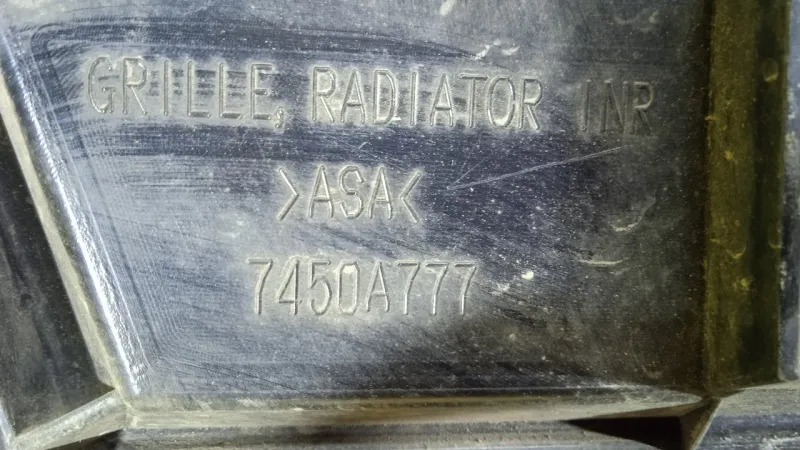 GRILLE, RADIATOR INR
>ASA<
7450A777